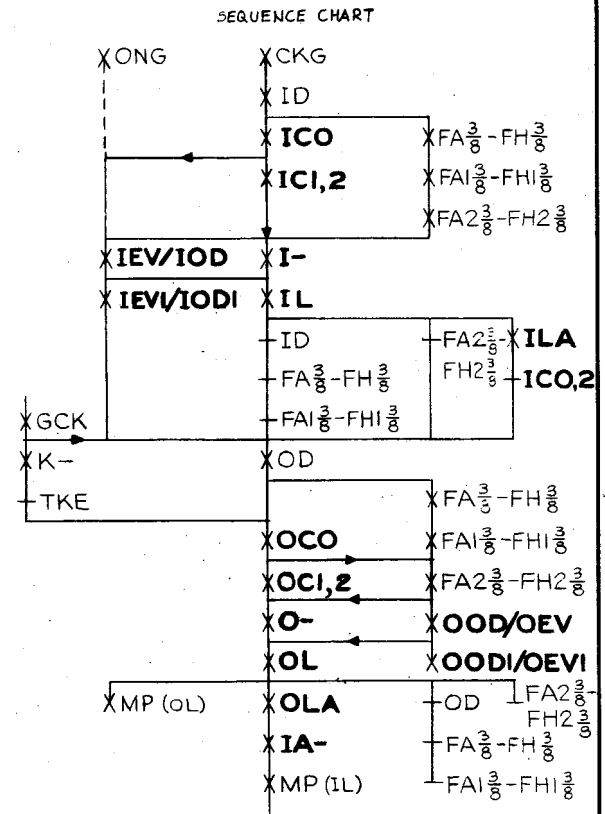 SEQUENCE CHART
ONG CKG
ID
ICO FA3/8-FH3/8
IC1,2 FA1 3/8-FH1 3/8
FA2 3/8-FH2 3/8
IEV/IOD I-
IEV1/IOD1 IL
ID FA2 3/8- ILA
FA3/8-FH3/8 FH2 3/8 ICO,2
GCK FA1 3/8-FH1 3/8
K- OD
TKE FA3/8-FH3/8
OCO FA1 3/8-FH1 3/8
OC1,2 FA2 3/8-FH2 3/8
O- OOD/OEV
OL OOD1/OEV1
MP (OL) OLA OD FA2 3/8-
FH2 3/8
IA- FA3/8-FH3/8
MP (IL) FA1 3/8-FH1 3/8